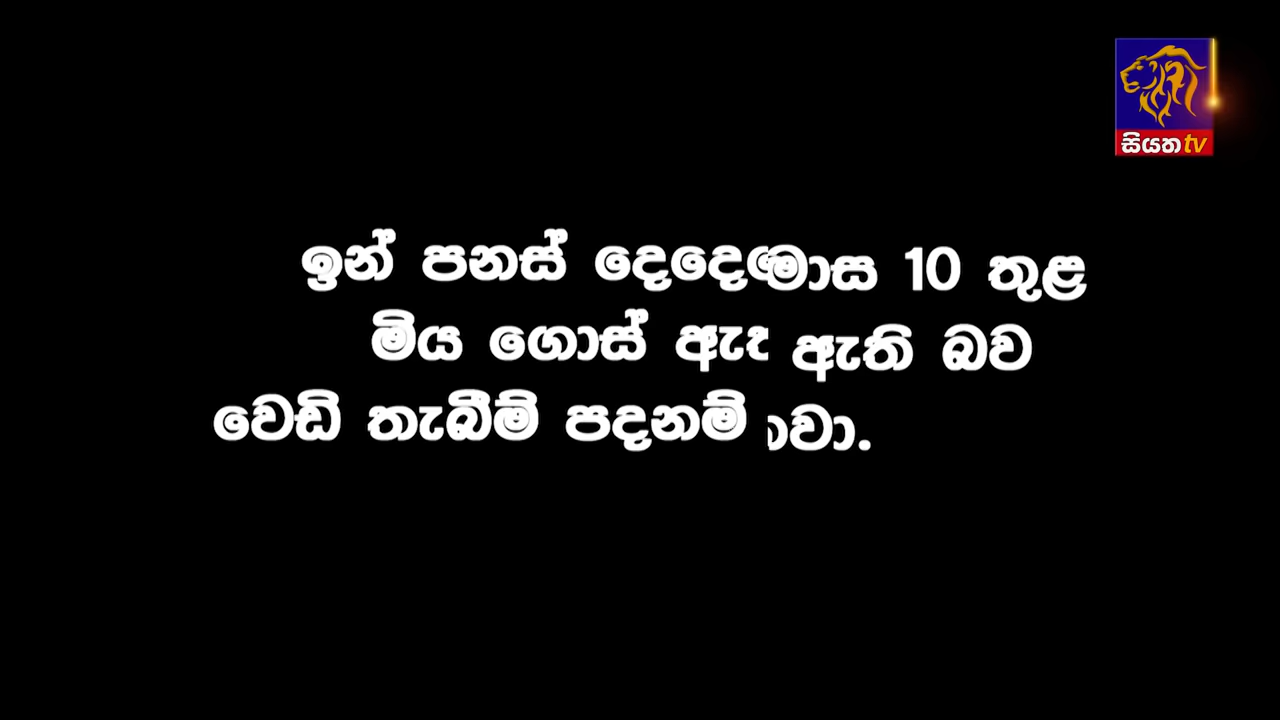 සියත tv
ඉන් පනස් මාස 10 තුළ
මිය ගොස් ඇති බව
වෙඩි තැබීම් පදනම්